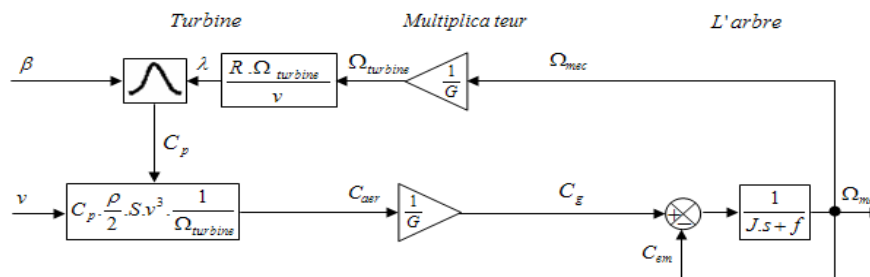 Turbine Multiplica teur L' arbre
β λ R .Ω turbine / v Ω turbine 1/G Ω mec
C p
v C p . ρ/2 . S.v³ . 1/Ω turbine C aer 1/G C g + − 1/J.s + f Ω m
C em